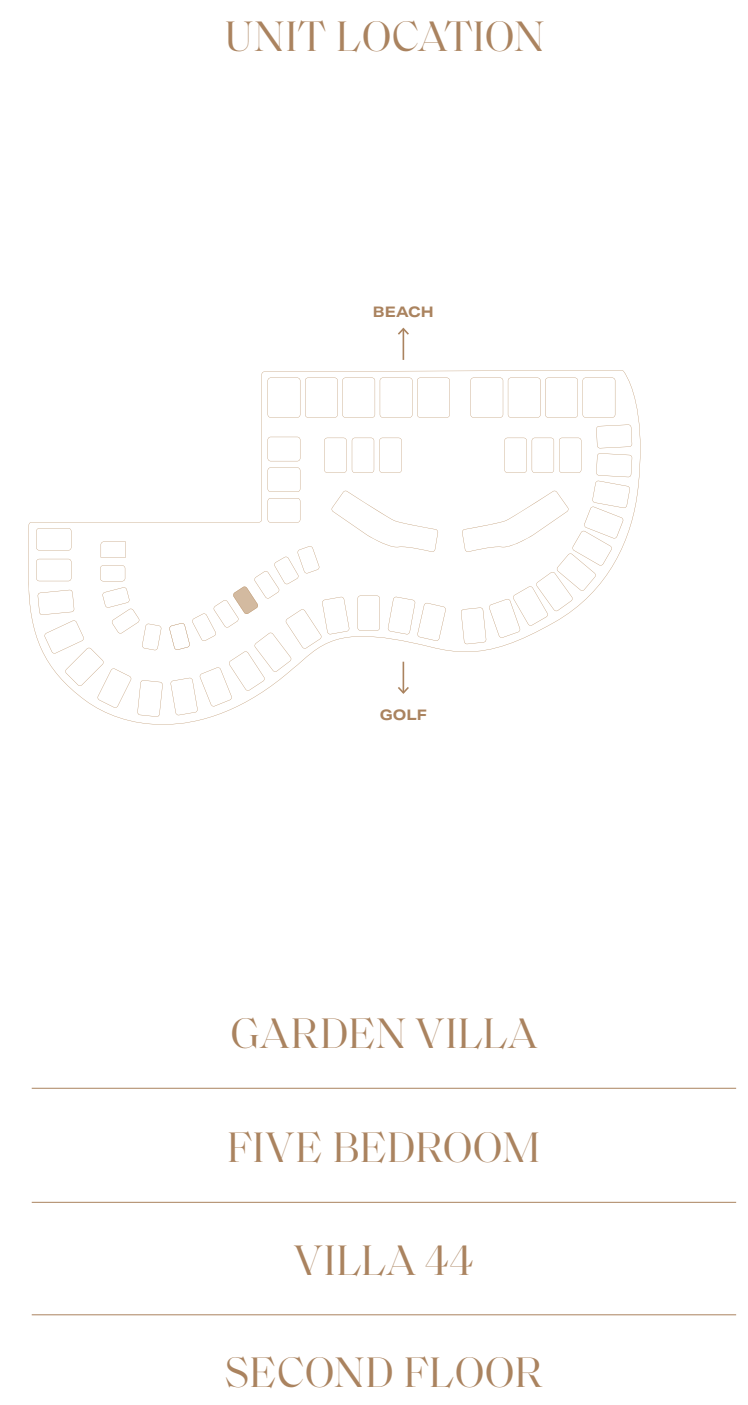 UNIT LOCATION
BEACH
GOLF
GARDEN VILLA
FIVE BEDROOM
VILLA 44
SECOND FLOOR